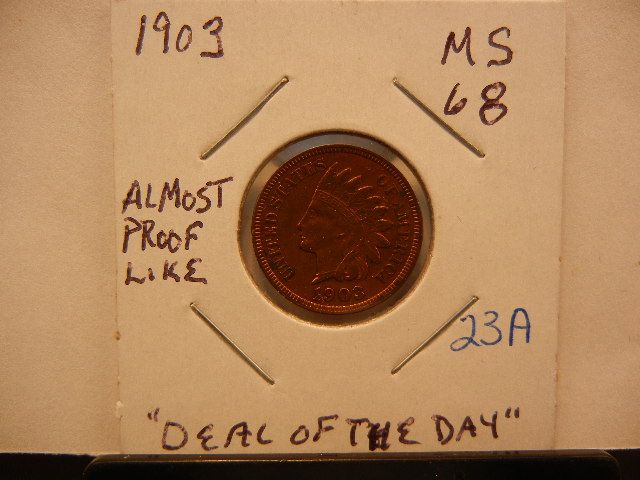 1903
MS
68
ALMOST
PROOF
LIKE
UNITED STATES OF AMERICA
1903
23A
"DEAL OF THE DAY"